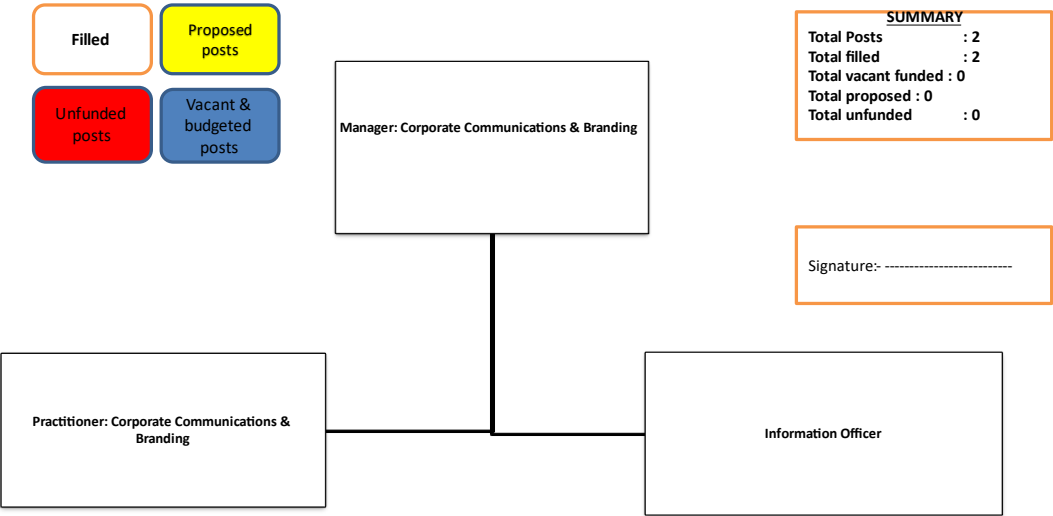 Filled
Proposed
posts
Unfunded
posts
Vacant &
budgeted
posts
SUMMARY
Total Posts : 2
Total filled : 2
Total vacant funded : 0
Total proposed : 0
Total unfunded : 0
Manager: Corporate Communications & Branding
Signature:- --------------------------
Practitioner: Corporate Communications &
Branding
Information Officer